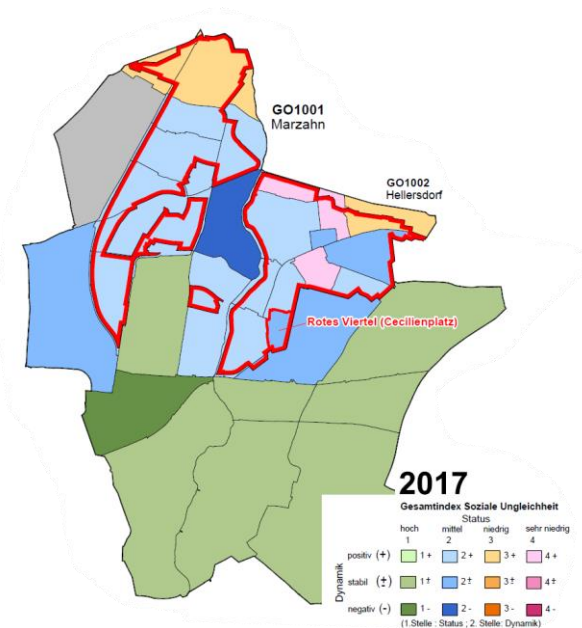 GO1001
Marzahn
GO1002
Hellersdorf
Rotes Viertel (Cecilienplatz)
2017
Gesamtindex Soziale Ungleichheit
Status
hoch mittel niedrig sehr niedrig
1 2 3 4
Dynamik
positiv (+) 1+ 2+ 3+ 4+
stabil (±) 1± 2± 3± 4±
negativ (-) 1- 2- 3- 4-
(1.Stelle : Status ; 2. Stelle: Dynamik)